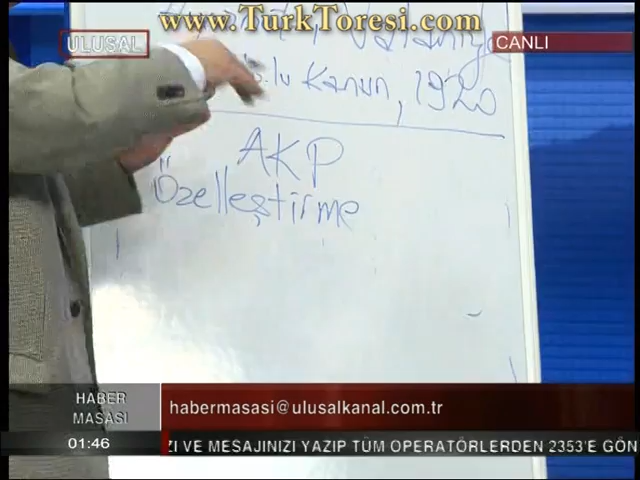 www.TurkToresi.com
ULUSAL
CANLI
Kanun, 1920
AKP
Özelleştirme
HABER
MASASI
habermasasi@ulusalkanal.com.tr
01:46
ZI VE MESAJINIZI YAZIP TÜM OPERATÖRLERDEN 2353'E GÖN